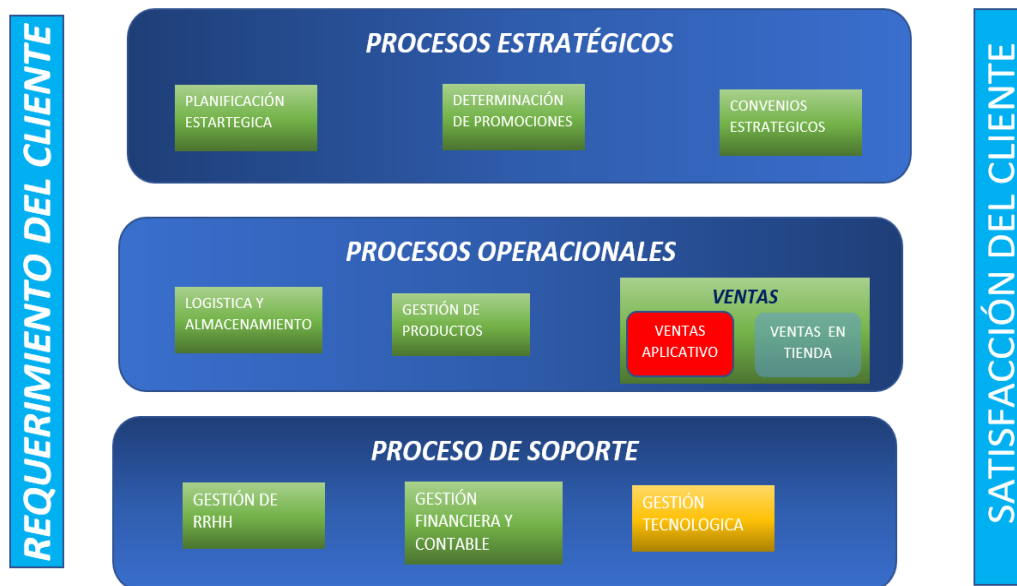 REQUERIMIENTO DEL CLIENTE
PROCESOS ESTRATÉGICOS
PLANIFICACIÓN
ESTARTEGICA
DETERMINACIÓN
DE PROMOCIONES
CONVENIOS
ESTRATEGICOS
PROCESOS OPERACIONALES
LOGISTICA Y
ALMACENAMIENTO
GESTIÓN DE
PRODUCTOS
VENTAS
VENTAS
APLICATIVO
VENTAS EN
TIENDA
PROCESO DE SOPORTE
GESTIÓN DE
RRHH
GESTIÓN
FINANCIERA Y
CONTABLE
GESTIÓN
TECNOLOGICA
SATISFACCIÓN DEL CLIENTE